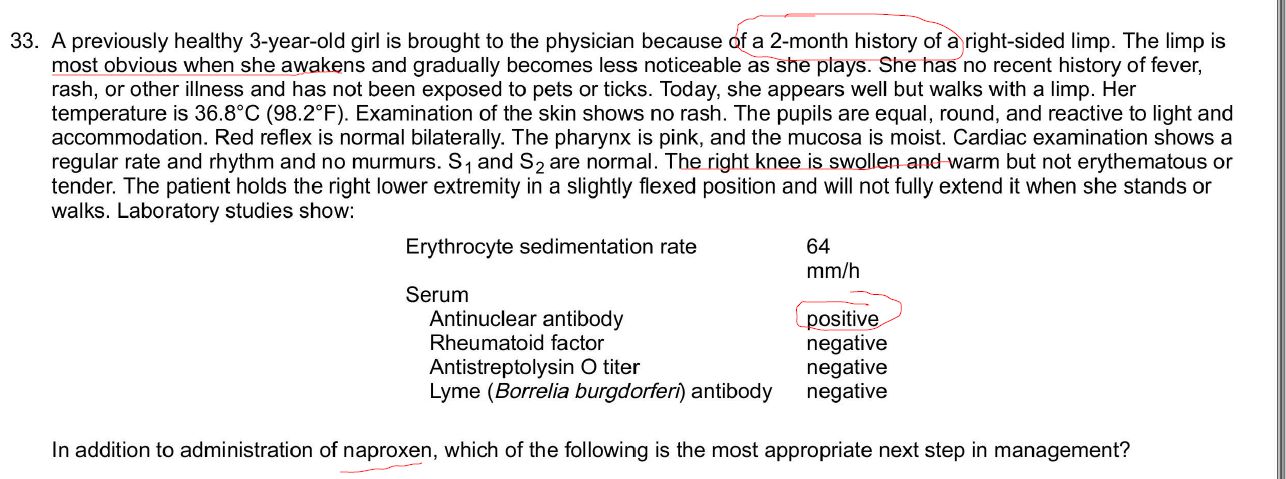 33. A previously healthy 3-year-old girl is brought to the physician because of a 2-month history of a right-sided limp. The limp is
most obvious when she awakens and gradually becomes less noticeable as she plays. She has no recent history of fever,
rash, or other illness and has not been exposed to pets or ticks. Today, she appears well but walks with a limp. Her
temperature is 36.8°C (98.2°F). Examination of the skin shows no rash. The pupils are equal, round, and reactive to light and
accommodation. Red reflex is normal bilaterally. The pharynx is pink, and the mucosa is moist. Cardiac examination shows a
regular rate and rhythm and no murmurs. S₁ and S₂ are normal. The right knee is swollen and warm but not erythematous or
tender. The patient holds the right lower extremity in a slightly flexed position and will not fully extend it when she stands or
walks. Laboratory studies show:
Erythrocyte sedimentation rate 64
mm/h
Serum
Antinuclear antibody positive
Rheumatoid factor negative
Antistreptolysin O titer negative
Lyme (Borrelia burgdorferi) antibody negative
In addition to administration of naproxen, which of the following is the most appropriate next step in management?